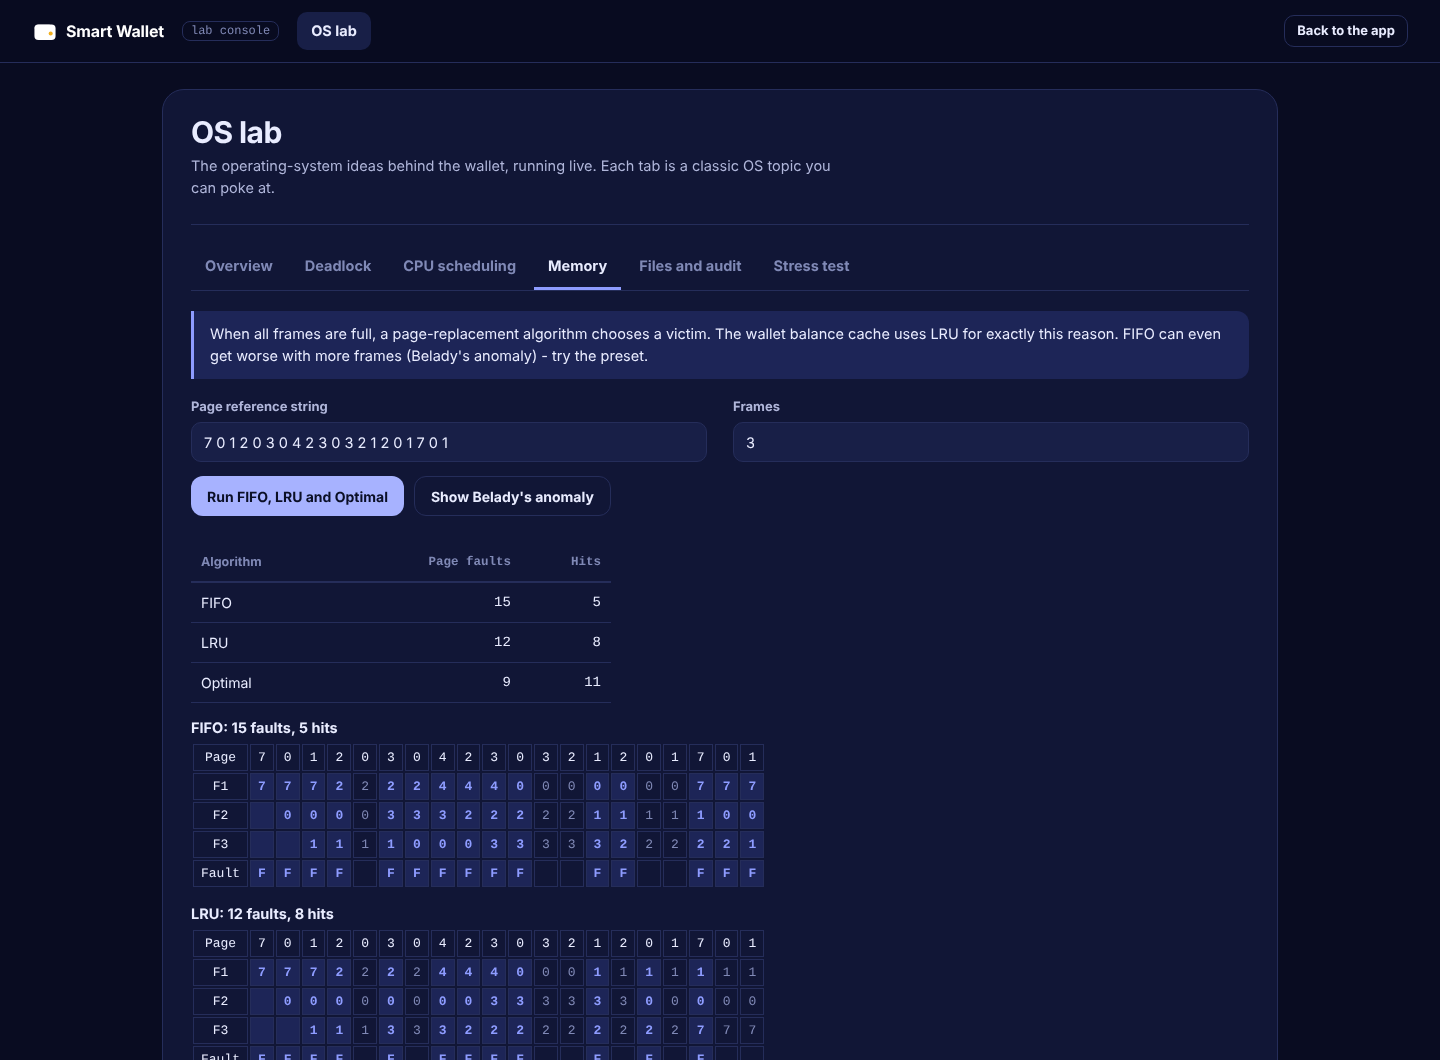 Smart Wallet lab console OS lab Back to the app
OS lab
The operating-system ideas behind the wallet, running live. Each tab is a classic OS topic you
can poke at.
Overview Deadlock CPU scheduling Memory Files and audit Stress test
When all frames are full, a page-replacement algorithm chooses a victim. The wallet balance cache uses LRU for exactly this reason. FIFO can even
get worse with more frames (Belady's anomaly) - try the preset.
Page reference string Frames
7 0 1 2 0 3 0 4 2 3 0 3 2 1 2 0 1 7 0 1 3
Run FIFO, LRU and Optimal Show Belady's anomaly
Algorithm Page faults Hits
FIFO 15 5
LRU 12 8
Optimal 9 11
FIFO: 15 faults, 5 hits
Page 7 0 1 2 0 3 0 4 2 3 0 3 2 1 2 0 1 7 0 1
F1 7 7 7 2 2 2 2 4 4 4 0 0 0 0 0 0 0 7 7 7
F2 0 0 0 0 3 3 3 2 2 2 2 2 1 1 1 1 1 0 0
F3 1 1 1 1 0 0 0 3 3 3 3 3 2 2 2 2 2 1
Fault F F F F F F F F F F F F F F F
LRU: 12 faults, 8 hits
Page 7 0 1 2 0 3 0 4 2 3 0 3 2 1 2 0 1 7 0 1
F1 7 7 7 2 2 2 2 4 4 4 0 0 0 1 1 1 1 1 1 1
F2 0 0 0 0 0 0 0 0 3 3 3 3 3 3 0 0 0 0 0
F3 1 1 1 3 3 3 2 2 2 2 2 2 2 2 2 7 7 7
Fault F F F F F F F F F F F F